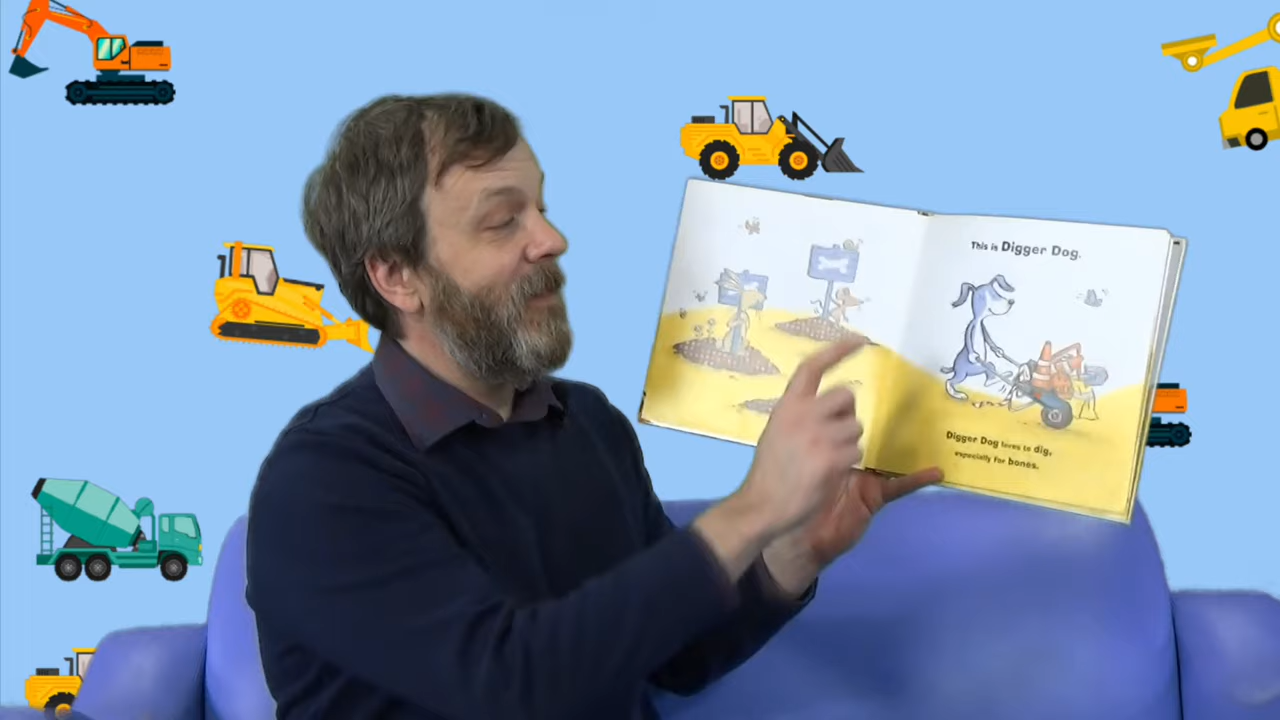 This is Digger Dog.
Digger Dog loves to dig,
especially for bones.